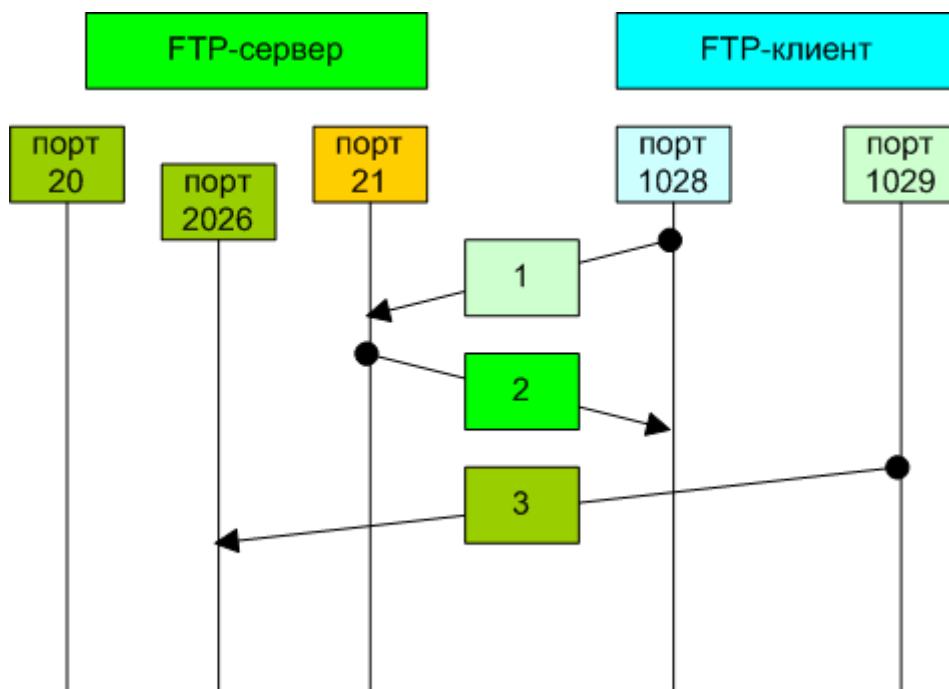 FTP-сервер
FTP-клиент
порт
20
порт
2026
порт
21
порт
1028
порт
1029
1
2
3